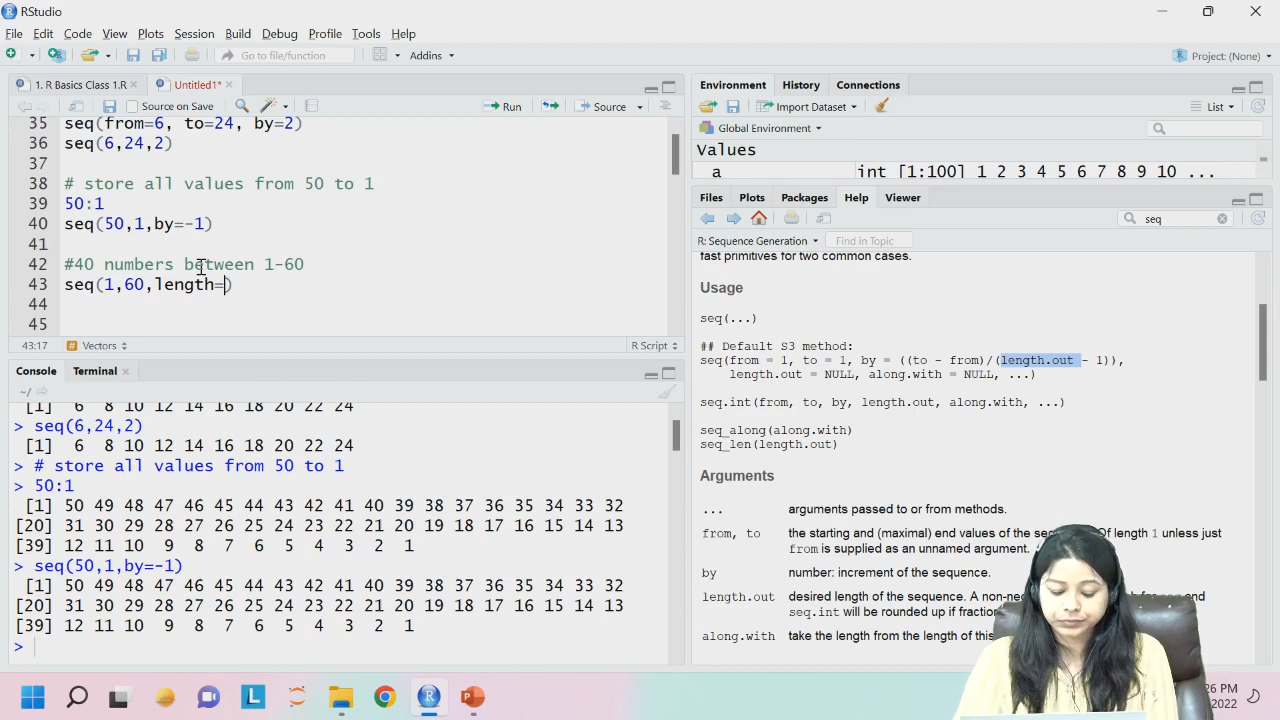 RStudio
File Edit Code View Plots Session Build Debug Profile Tools Help
Go to file/function Addins Project: (None)
1. R Basics Class 1.R Untitled1*
Source on Save Run Source
35 seq(from=6, to=24, by=2)
36 seq(6,24,2)
37
38 # store all values from 50 to 1
39 50:1
40 seq(50,1,by=-1)
41
42 #40 numbers between 1-60
43 seq(1,60,length=)
44
45
43:17 # Vectors R Script
Console Terminal
~/
[1] 6 8 10 12 14 16 18 20 22 24
> seq(6,24,2)
[1] 6 8 10 12 14 16 18 20 22 24
> # store all values from 50 to 1
> 50:1
[1] 50 49 48 47 46 45 44 43 42 41 40 39 38 37 36 35 34 33 32
[20] 31 30 29 28 27 26 25 24 23 22 21 20 19 18 17 16 15 14 13
[39] 12 11 10 9 8 7 6 5 4 3 2 1
> seq(50,1,by=-1)
[1] 50 49 48 47 46 45 44 43 42 41 40 39 38 37 36 35 34 33 32
[20] 31 30 29 28 27 26 25 24 23 22 21 20 19 18 17 16 15 14 13
[39] 12 11 10 9 8 7 6 5 4 3 2 1
>
Environment History Connections
Import Dataset List
Global Environment
Values
a int [1:100] 1 2 3 4 5 6 7 8 9 10 ...
Files Plots Packages Help Viewer
seq
R: Sequence Generation Find in Topic
fast primitives for two common cases.
Usage
seq(...)
## Default S3 method:
seq(from = 1, to = 1, by = ((to - from)/(length.out - 1)),
length.out = NULL, along.with = NULL, ...)
seq.int(from, to, by, length.out, along.with, ...)
seq_along(along.with)
seq_len(length.out)
Arguments
... arguments passed to or from methods.
from, to the starting and (maximal) end values of the Of length 1 unless just
from is supplied as an unnamed argument.
by number: increment of the sequence.
length.out desired length of the sequence. A and
seq.int will be rounded up if
along.with take the length from the length of this
2022